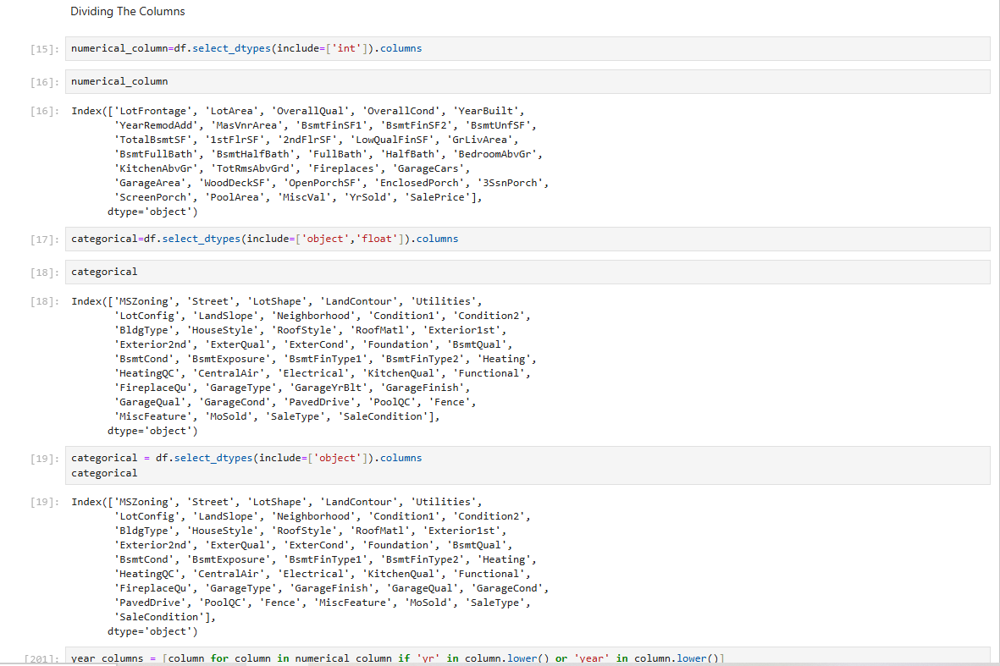 Dividing The Columns
[15]: numerical_column=df.select_dtypes(include=['int']).columns
[16]: numerical_column
[16]: Index(['LotFrontage', 'LotArea', 'OverallQual', 'OverallCond', 'YearBuilt',
'YearRemodAdd', 'MasVnrArea', 'BsmtFinSF1', 'BsmtFinSF2', 'BsmtUnfSF',
'TotalBsmtSF', '1stFlrSF', '2ndFlrSF', 'LowQualFinSF', 'GrLivArea',
'BsmtFullBath', 'BsmtHalfBath', 'FullBath', 'HalfBath', 'BedroomAbvGr',
'KitchenAbvGr', 'TotRmsAbvGrd', 'Fireplaces', 'GarageCars',
'GarageArea', 'WoodDeckSF', 'OpenPorchSF', 'EnclosedPorch', '3SsnPorch',
'ScreenPorch', 'PoolArea', 'MiscVal', 'YrSold', 'SalePrice'],
dtype='object')
[17]: categorical=df.select_dtypes(include=['object','float']).columns
[18]: categorical
[18]: Index(['MSZoning', 'Street', 'LotShape', 'LandContour', 'Utilities',
'LotConfig', 'LandSlope', 'Neighborhood', 'Condition1', 'Condition2',
'BldgType', 'HouseStyle', 'RoofStyle', 'RoofMatl', 'Exterior1st',
'Exterior2nd', 'ExterQual', 'ExterCond', 'Foundation', 'BsmtQual',
'BsmtCond', 'BsmtExposure', 'BsmtFinType1', 'BsmtFinType2', 'Heating',
'HeatingQC', 'CentralAir', 'Electrical', 'KitchenQual', 'Functional',
'FireplaceQu', 'GarageType', 'GarageYrBlt', 'GarageFinish',
'GarageQual', 'GarageCond', 'PavedDrive', 'PoolQC', 'Fence',
'MiscFeature', 'MoSold', 'SaleType', 'SaleCondition'],
dtype='object')
[19]: categorical = df.select_dtypes(include=['object']).columns
categorical
[19]: Index(['MSZoning', 'Street', 'LotShape', 'LandContour', 'Utilities',
'LotConfig', 'LandSlope', 'Neighborhood', 'Condition1', 'Condition2',
'BldgType', 'HouseStyle', 'RoofStyle', 'RoofMatl', 'Exterior1st',
'Exterior2nd', 'ExterQual', 'ExterCond', 'Foundation', 'BsmtQual',
'BsmtCond', 'BsmtExposure', 'BsmtFinType1', 'BsmtFinType2', 'Heating',
'HeatingQC', 'CentralAir', 'Electrical', 'KitchenQual', 'Functional',
'FireplaceQu', 'GarageType', 'GarageFinish', 'GarageQual', 'GarageCond',
'PavedDrive', 'PoolQC', 'Fence', 'MiscFeature', 'MoSold', 'SaleType',
'SaleCondition'],
dtype='object')
[201]: year_columns = [column for column in numerical_column if 'yr' in column.lower() or 'year' in column.lower()]